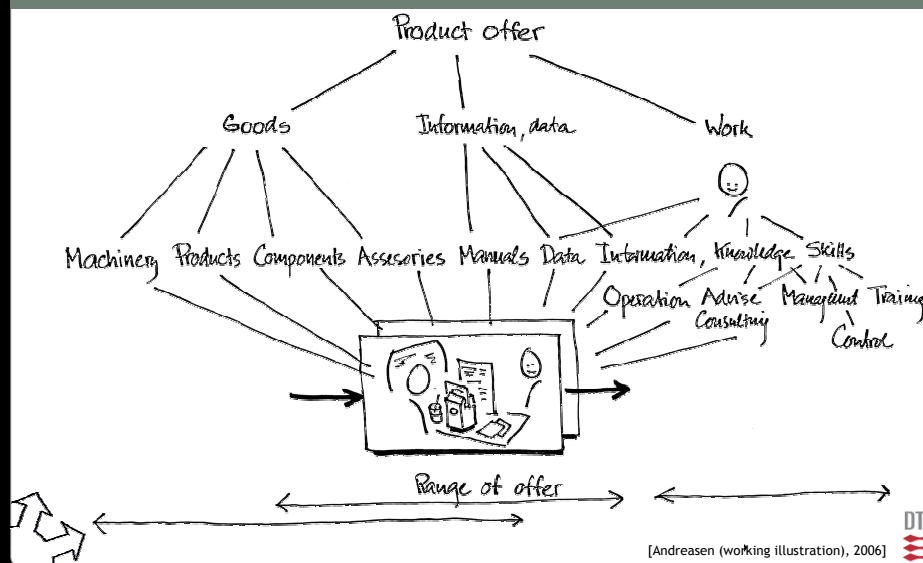 Product offer
Goods Information, data Work
Machinery Products Components Assesories Manuals Data Information, Knowledge Skills
Operation Advise Managment Training
Consulting
Control
Range of offer
[Andreasen (working illustration), 2006]
DT